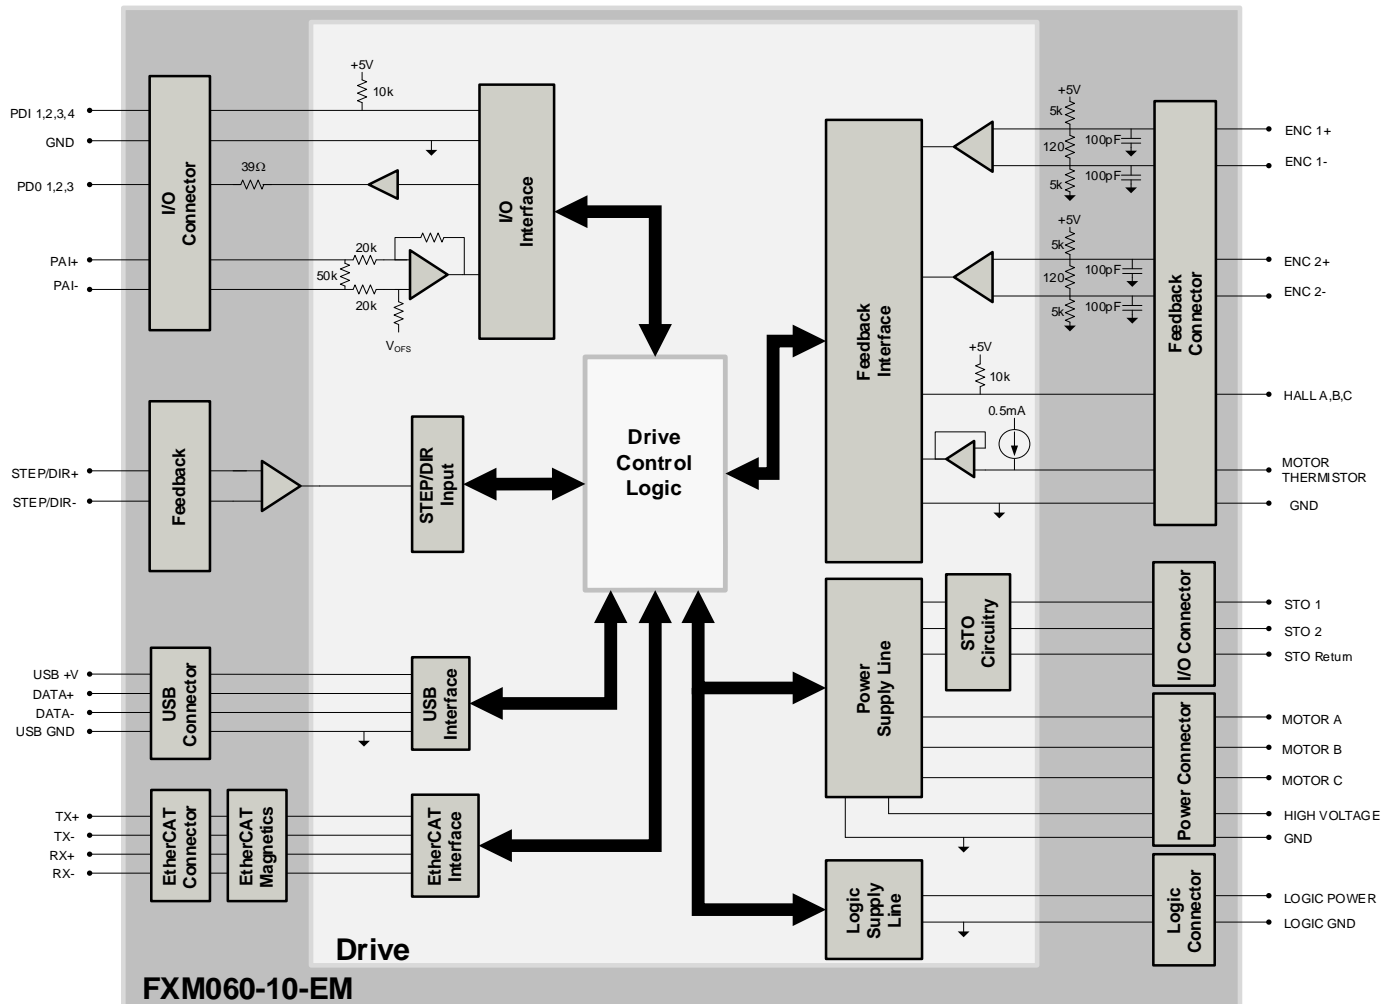 +5V
10k
PDI 1,2,3,4
GND
39Ω
PD0 1,2,3
PAI+
PAI-
20k
50k
20k
VOFS
I/O
Connector
I/O
Interface
STEP/DIR+
STEP/DIR-
Feedback
STEP/DIR
Input
USB +V
DATA+
DATA-
USB GND
USB
Connector
USB
Interface
TX+
TX-
RX+
RX-
EtherCAT
Connector
EtherCAT
Magnetics
EtherCAT
Interface
Drive
Control
Logic
Feedback
Interface
+5V
5k
120
5k
100pF
100pF
ENC 1+
ENC 1-
+5V
5k
120
5k
100pF
100pF
ENC 2+
ENC 2-
Feedback
Connector
+5V
10k
HALL A,B,C
0.5mA
MOTOR
THERMISTOR
GND
Power
Supply Line
STO
Circuitry
I/O Connector
STO 1
STO 2
STO Return
Power Connector
MOTOR A
MOTOR B
MOTOR C
HIGH VOLTAGE
GND
Logic
Supply
Line
Logic
Connector
LOGIC POWER
LOGIC GND
Drive
FXM060-10-EM